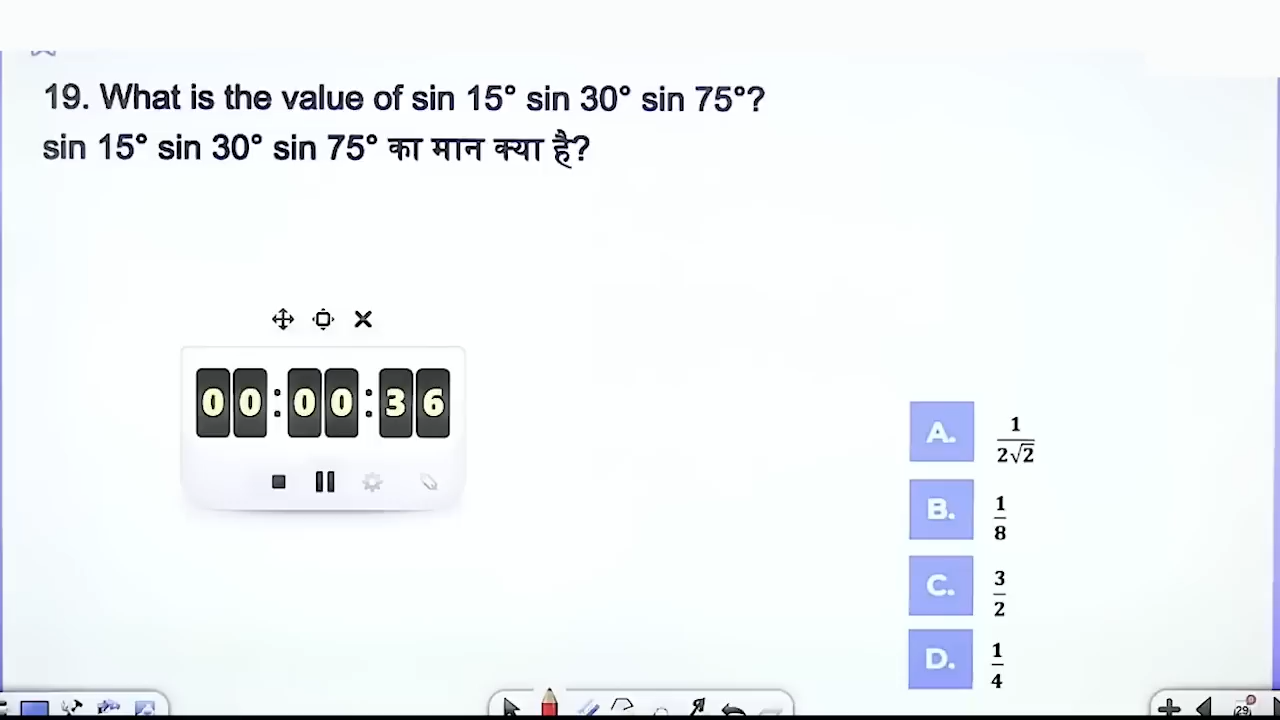 19. What is the value of sin 15° sin 30° sin 75°?
sin 15° sin 30° sin 75° का मान क्या है?
00:00:36
A. 1/2√2
B. 1/8
C. 3/2
D. 1/4
29